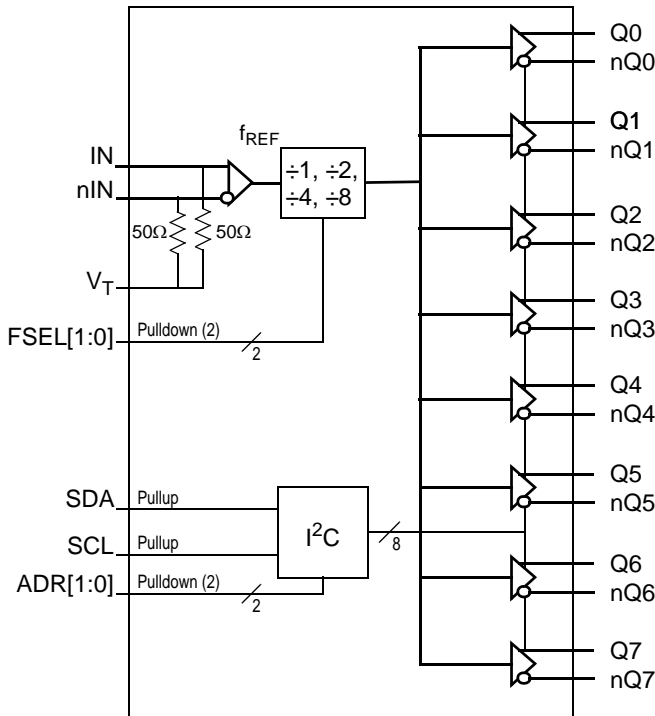 Q0
nQ0
Q1
nQ1
fREF
IN
÷1, ÷2,
÷4, ÷8
nIN
50Ω
50Ω
VT
Q2
nQ2
Q3
nQ3
FSEL[1:0]
Pulldown (2)
2
Q4
nQ4
SDA
Pullup
I²C
SCL
Pullup
8
ADR[1:0]
Pulldown (2)
2
Q5
nQ5
Q6
nQ6
Q7
nQ7